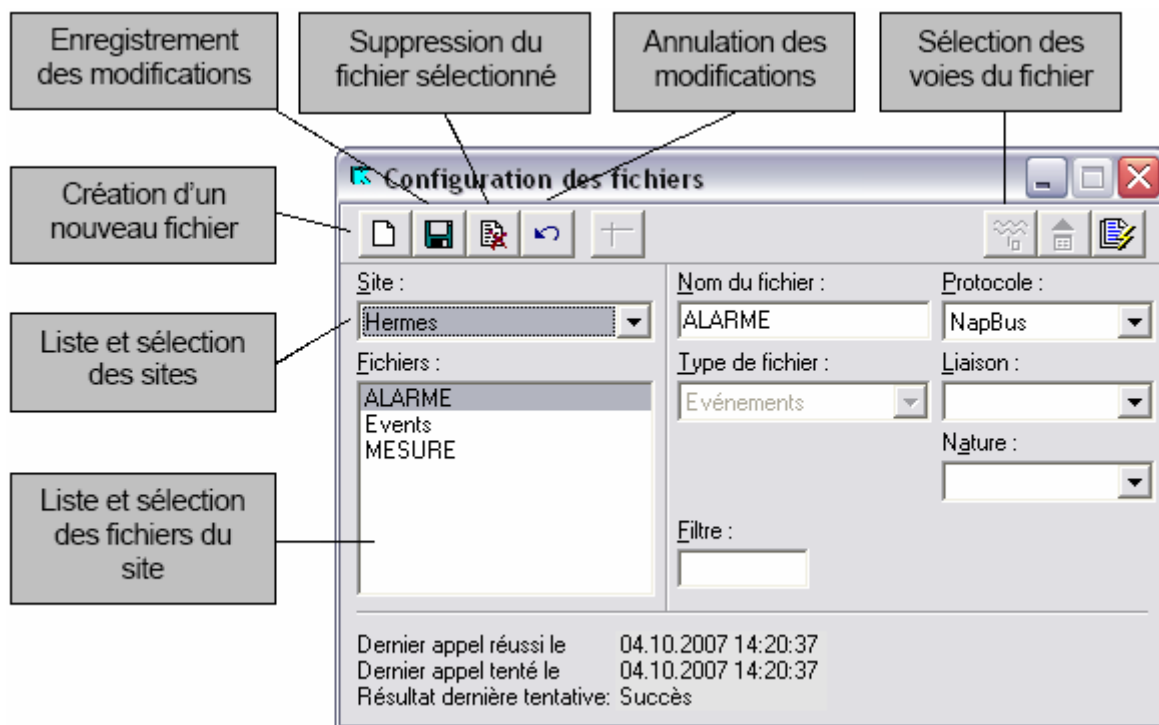 Enregistrement
des modifications
Suppression du
fichier sélectionné
Annulation des
modifications
Sélection des
voies du fichier
Création d'un
nouveau fichier
Liste et sélection
des sites
Liste et sélection
des fichiers du
site
Configuration des fichiers
Site :
Hermes
Fichiers :
ALARME
Events
MESURE
Nom du fichier :
ALARME
Protocole :
NapBus
Type de fichier :
Evénements
Liaison :
Nature :
Filtre :
Dernier appel réussi le 04.10.2007 14:20:37
Dernier appel tenté le 04.10.2007 14:20:37
Résultat dernière tentative: Succès